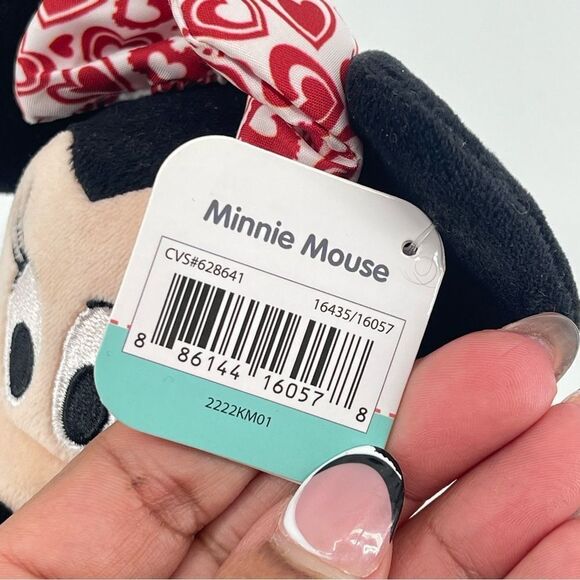 Minnie Mouse
CVS#628641
16435/16057
8 86144 16057 8
2222KM01